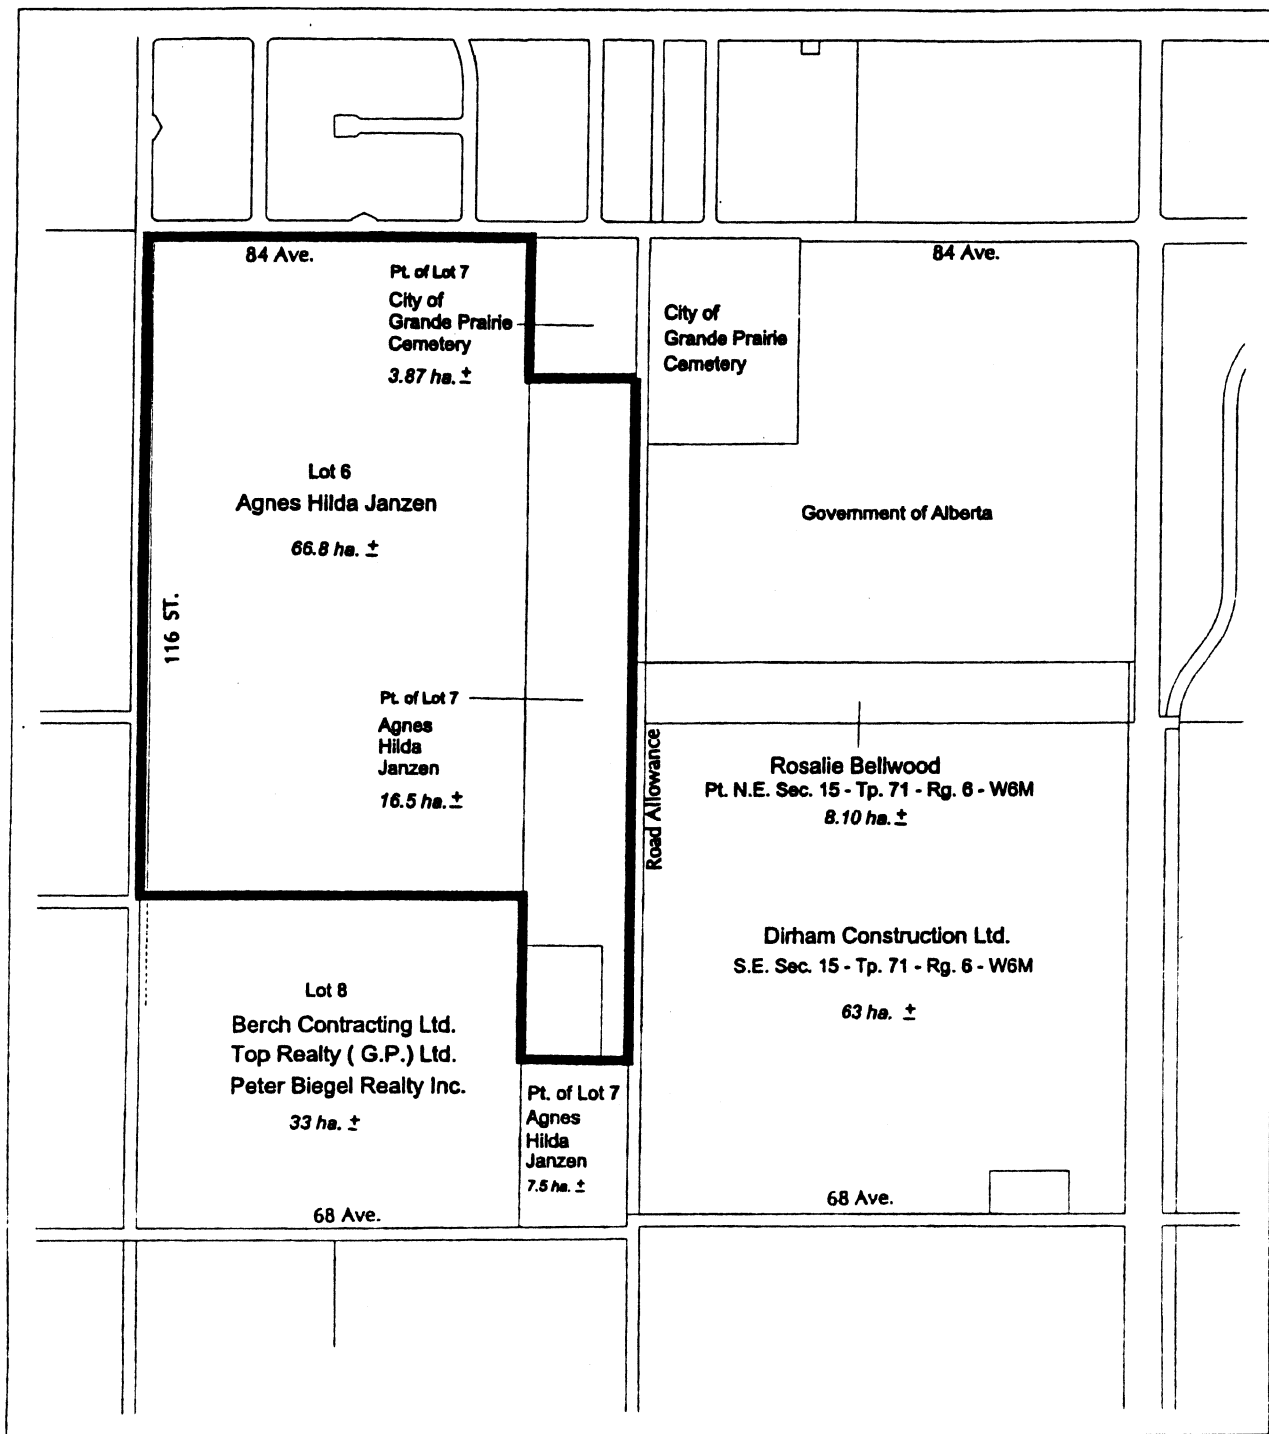 84 Ave.
84 Ave.
Pt. of Lot 7
City of
Grande Prairie
Cemetery
3.87 ha. ±
City of
Grande Prairie
Cemetery
Lot 6
Agnes Hilda Janzen
66.8 ha. ±
Government of Alberta
116 ST.
Pt. of Lot 7
Agnes
Hilda
Janzen
16.5 ha. ±
Road Allowance
Rosalie Bellwood
Pt. N.E. Sec. 15 - Tp. 71 - Rg. 6 - W6M
8.10 ha. ±
Dirham Construction Ltd.
S.E. Sec. 15 - Tp. 71 - Rg. 6 - W6M
63 ha. ±
Lot 8
Berch Contracting Ltd.
Top Realty ( G.P.) Ltd.
Peter Biegel Realty Inc.
33 ha. ±
Pt. of Lot 7
Agnes
Hilda
Janzen
7.5 ha. ±
68 Ave.
68 Ave.